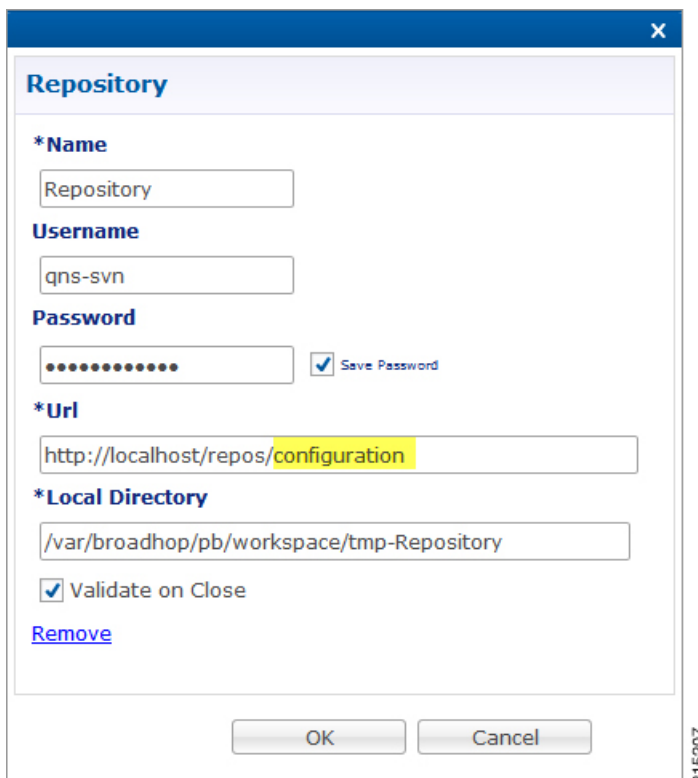 Repository
*Name
Repository
Username
qns-svn
Password
••••••••••••
Save Password
*Url
http://localhost/repos/configuration
*Local Directory
/var/broadhop/pb/workspace/tmp-Repository
Validate on Close
Remove
OK
Cancel